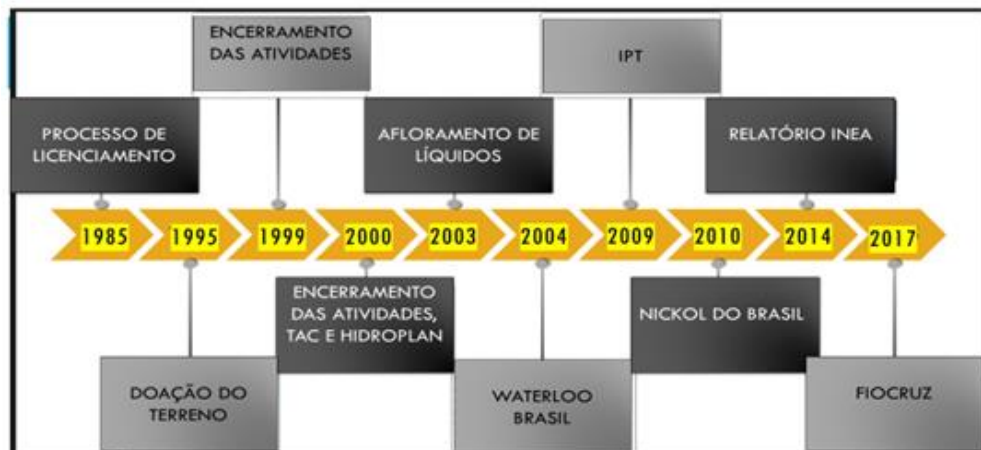 ENCERRAMENTO
DAS ATIVIDADES
IPT
PROCESSO DE
LICENCIAMENTO
AFLORAMENTO DE
LÍQUIDOS
RELATÓRIO INEA
1985
1995
1999
2000
2003
2004
2009
2010
2014
2017
ENCERRAMENTO
DAS ATIVIDADES,
TAC E HIDROPLAN
NICKOL DO BRASIL
DOAÇÃO DO
TERRENO
WATERLOO
BRASIL
FIOCRUZ